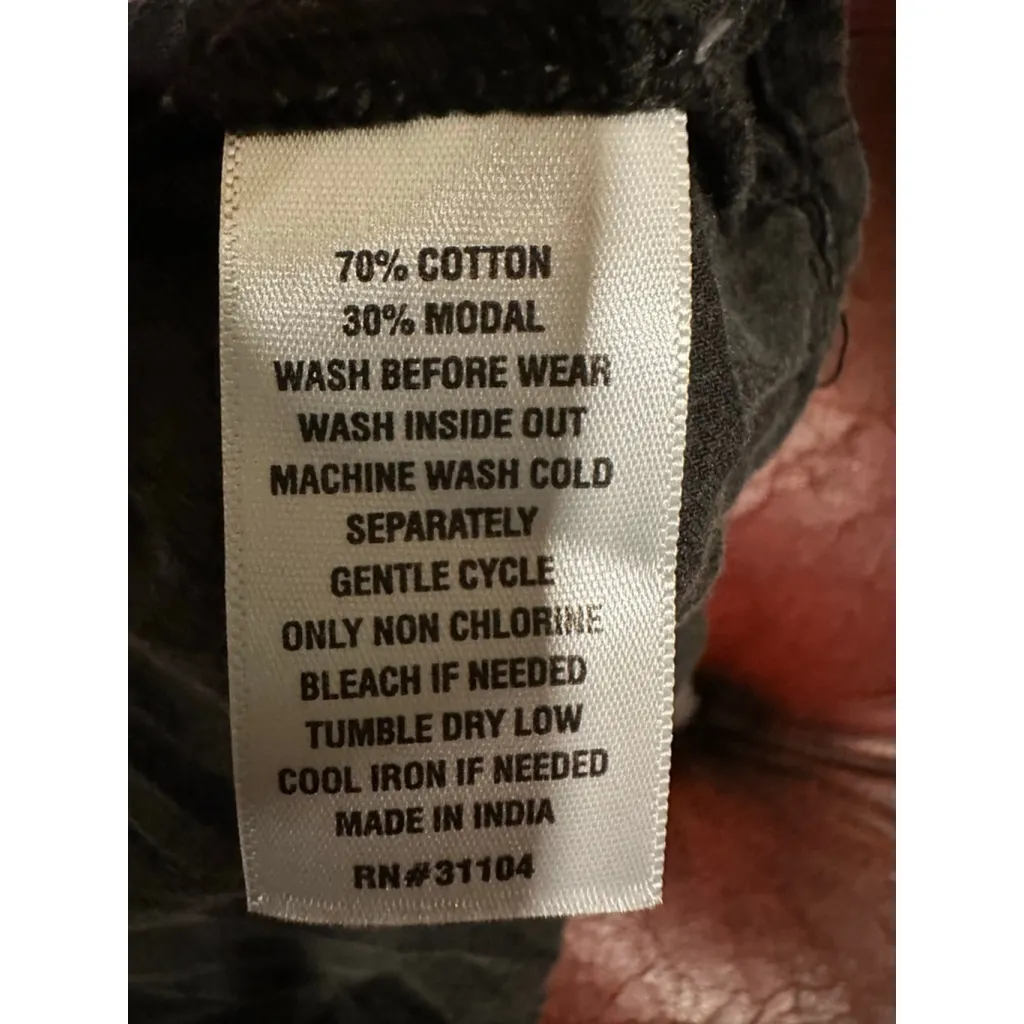 70% COTTON
30% MODAL
WASH BEFORE WEAR
WASH INSIDE OUT
MACHINE WASH COLD
SEPARATELY
GENTLE CYCLE
ONLY NON CHLORINE
BLEACH IF NEEDED
TUMBLE DRY LOW
COOL IRON IF NEEDED
MADE IN INDIA
RN#31104